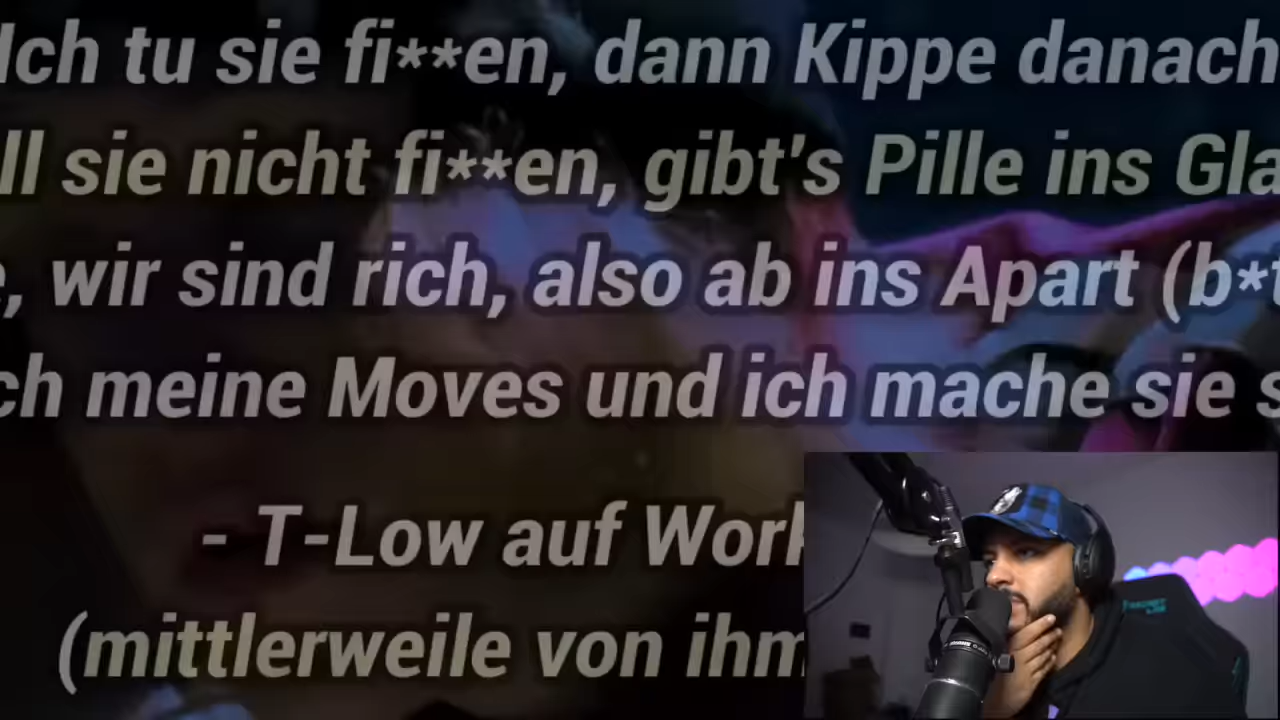 Ich tu sie fi**en, dann Kippe danach
sie nicht fi**en, gibt's Pille ins
wir sind rich, also ab ins Apart
meine Moves und ich mache sie
- T-Low auf
(mittlerweile von